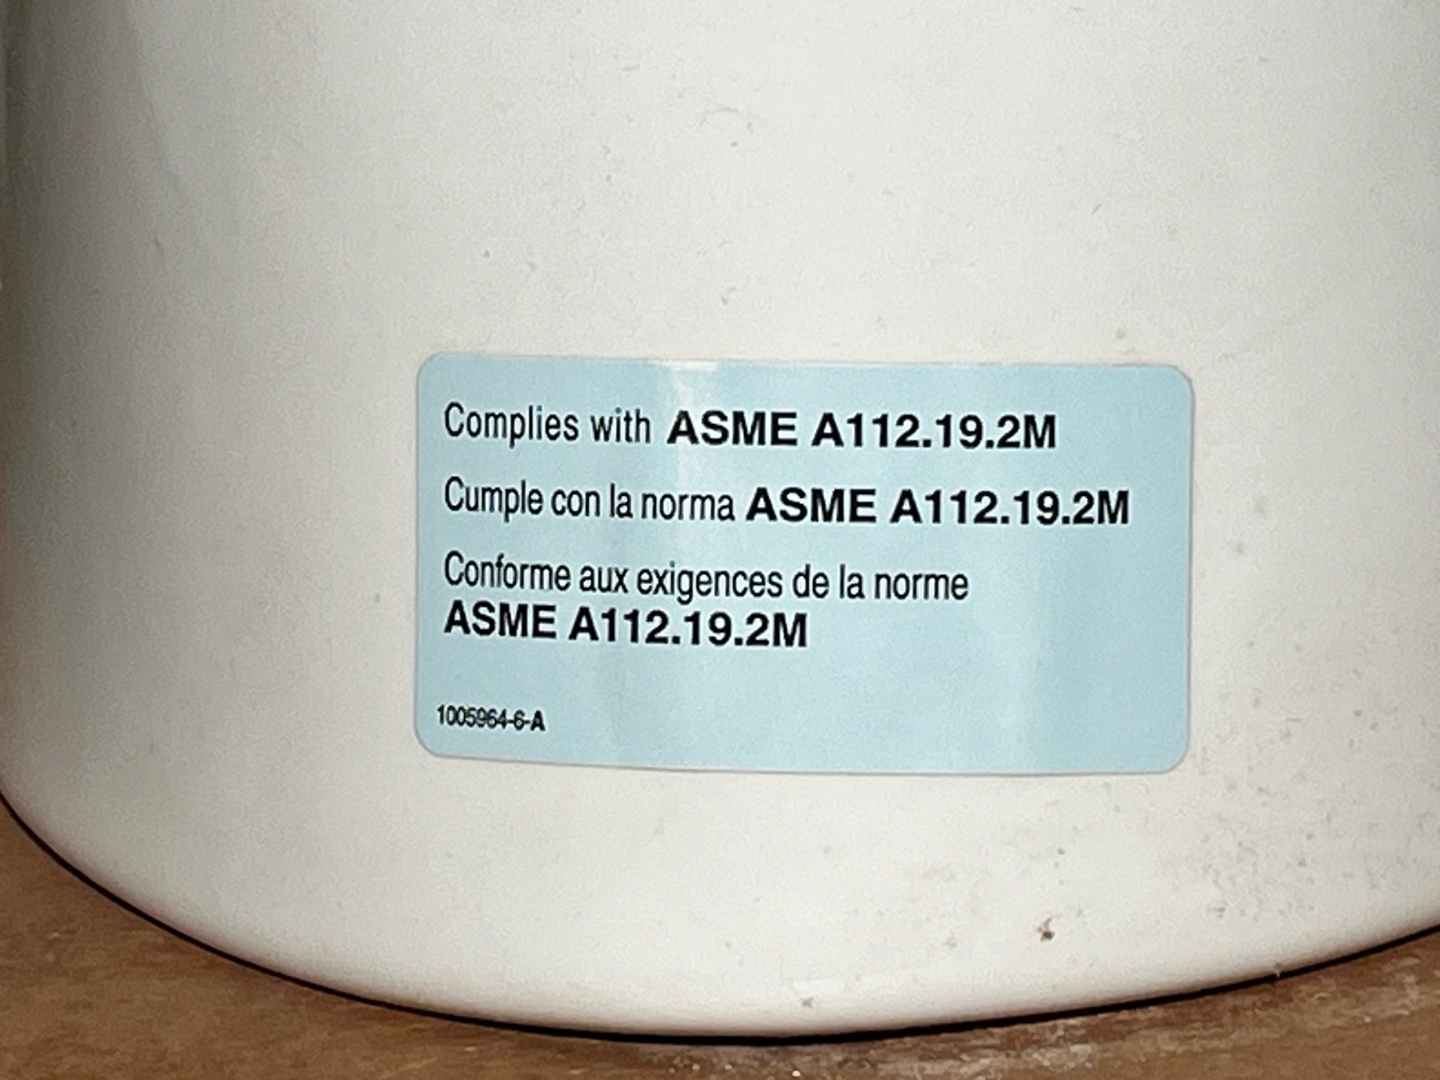 Complies with ASME A112.19.2M
Cumple con la norma ASME A112.19.2M
Conforme aux exigences de la norme
ASME A112.19.2M
1005964-6-A